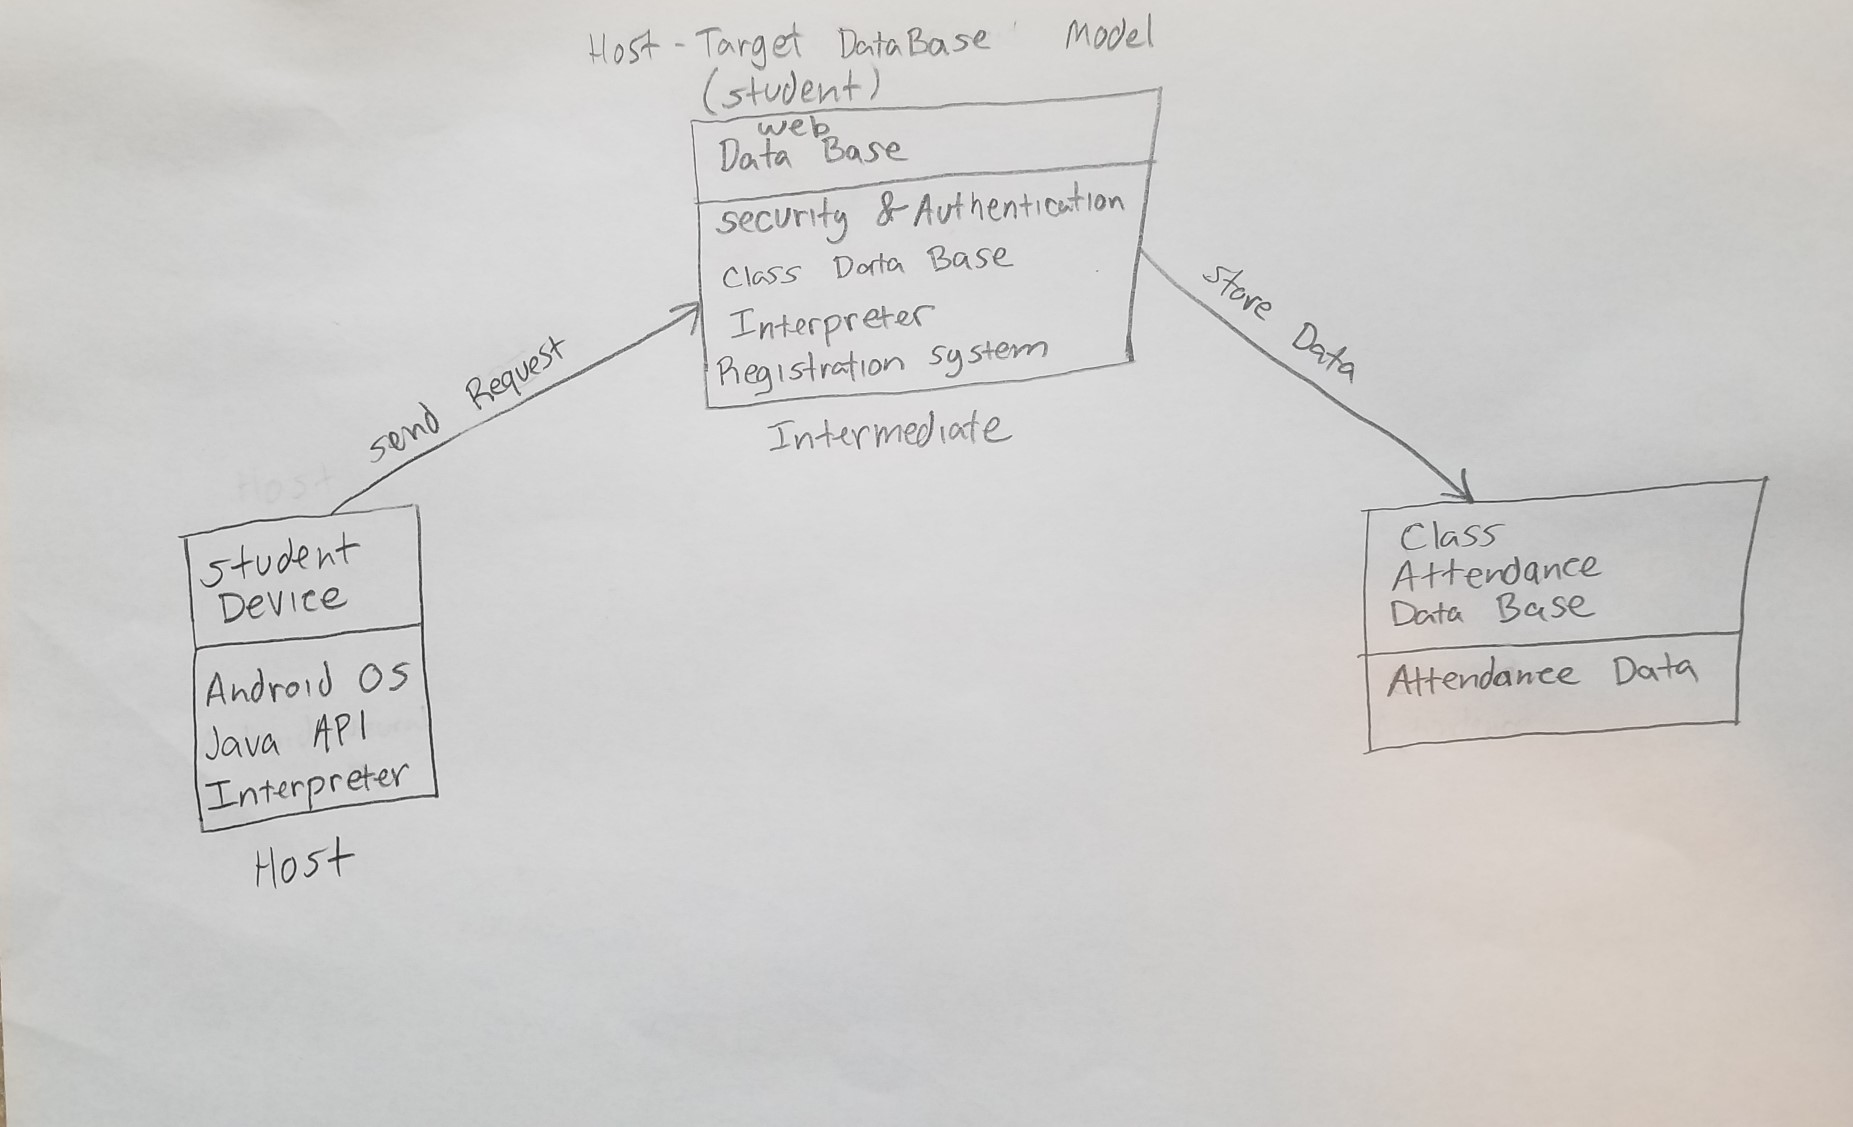 Host - Target DataBase Model
(student)
web
Data Base
security & Authentication
Class Data Base
Interpreter
Registration system
Intermediate
send Request
Store Data
Host
Student
Device
Android OS
Java API
Interpreter
Host
Class
Attendance
Data Base
Attendance Data